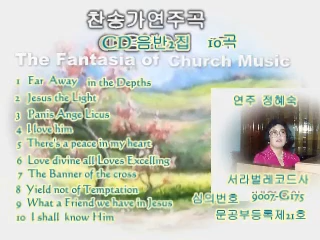 찬송가연주곡
CD음반2집 10곡
The Fantasia of Church Music
1 Far Away in the Depths
2 Jesus the Light
3 Panis Ange Licus
4 I love him
5 There's a peace in my heart
6 Love divine all Loves Excelling
7 The Banner of the cross
8 Yield not of Temptation
9 What a Friend we have in Jesus
10 I shall know Him
연주 정혜숙
서라벌레코드사
심의번호 9007-G175
문공부등록제21호